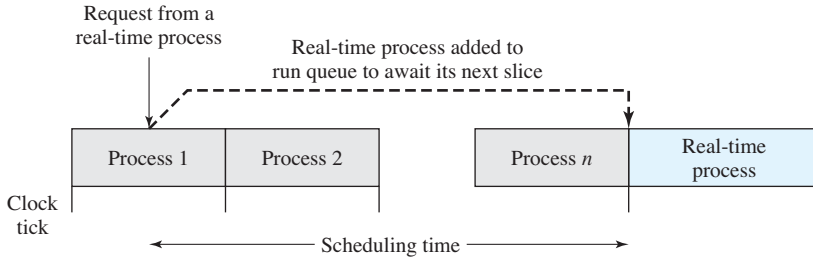 Request from a
real-time process
Real-time process added to
run queue to await its next slice
Process 1
Process 2
Process n
Real-time
process
Clock
tick
Scheduling time